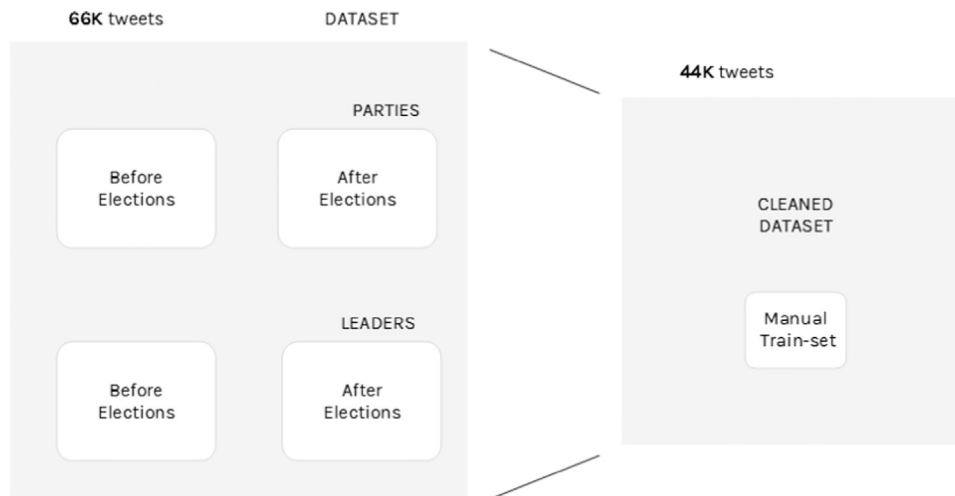 66K tweets
DATASET
PARTIES
Before
Elections
After
Elections
LEADERS
Before
Elections
After
Elections
44K tweets
CLEANED
DATASET
Manual
Train-set